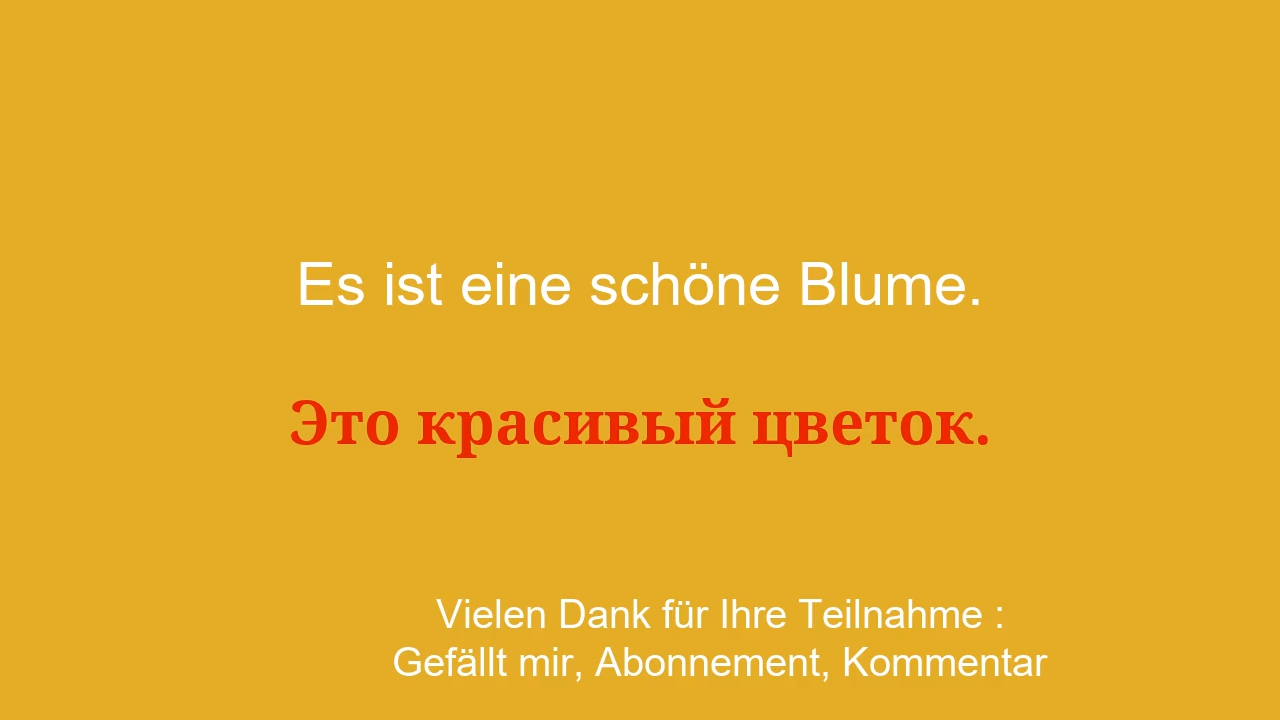 Es ist eine schöne Blume.
Это красивый цветок.
Vielen Dank für Ihre Teilnahme :
Gefällt mir, Abonnement, Kommentar